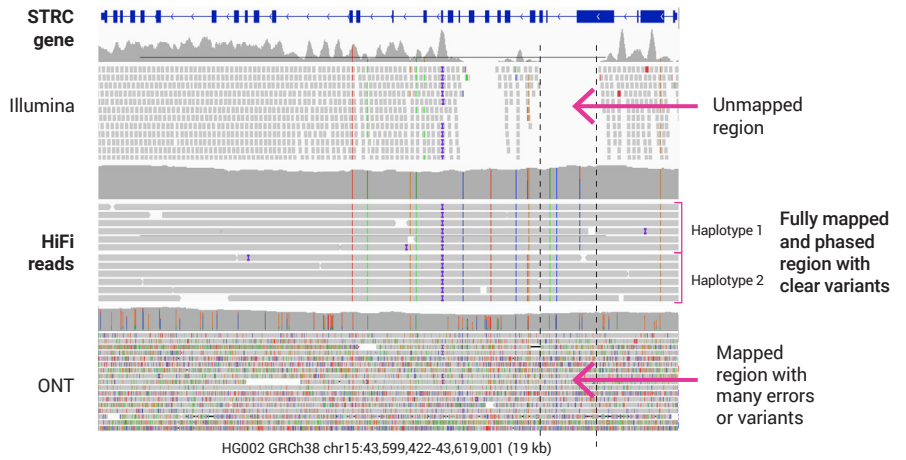 STRC
gene
Illumina
Unmapped
region
HiFi
reads
Haplotype 1
Haplotype 2
Fully mapped
and phased
region with
clear variants
ONT
Mapped
region with
many errors
or variants
HG002 GRCh38 chr15:43,599,422-43,619,001 (19 kb)